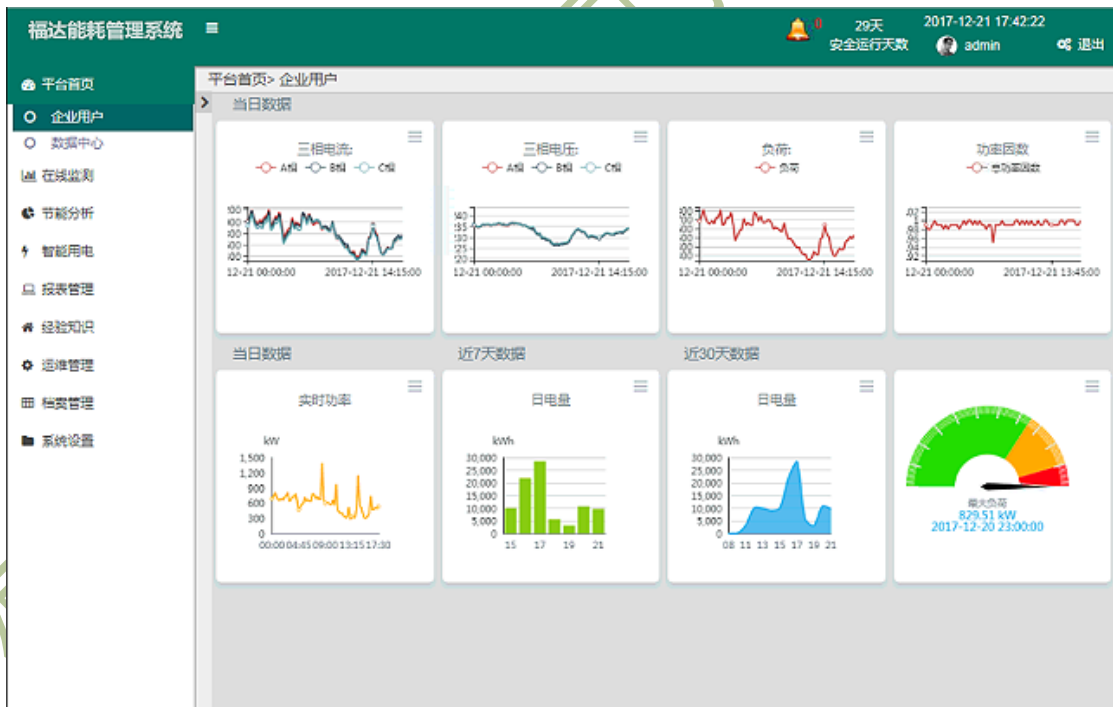 福达能耗管理系统
29天
安全运行天数
2017-12-21 17:42:22
admin
退出
0
平台首页
企业用户
数据中心
在线监测
节能分析
智能用电
报表管理
经验知识
运维管理
档案管理
系统设置
平台首页> 企业用户
当日数据
三相电流:
A相 B相 C相
12-21 00:00:00 2017-12-21 14:15:00
三相电压:
A相 B相 C相
12-21 00:00:00 2017-12-21 14:15:00
负荷:
负荷
12-21 00:00:00 2017-12-21 14:15:00
功率因数
总功率因数
12-21 00:00:00 2017-12-21 13:45:00
当日数据
近7天数据
近30天数据
实时功率
kW
1,500
1,200
900
600
300
0
00:00 04:45 09:00 13:15 17:30
日电量
kWh
30,000
25,000
20,000
15,000
10,000
5,000
0
15 17 19 21
日电量
kWh
30,000
25,000
20,000
15,000
10,000
5,000
0
08 11 13 15 17 19 21
最大负荷
829.51 kW
2017-12-20 23:00:00